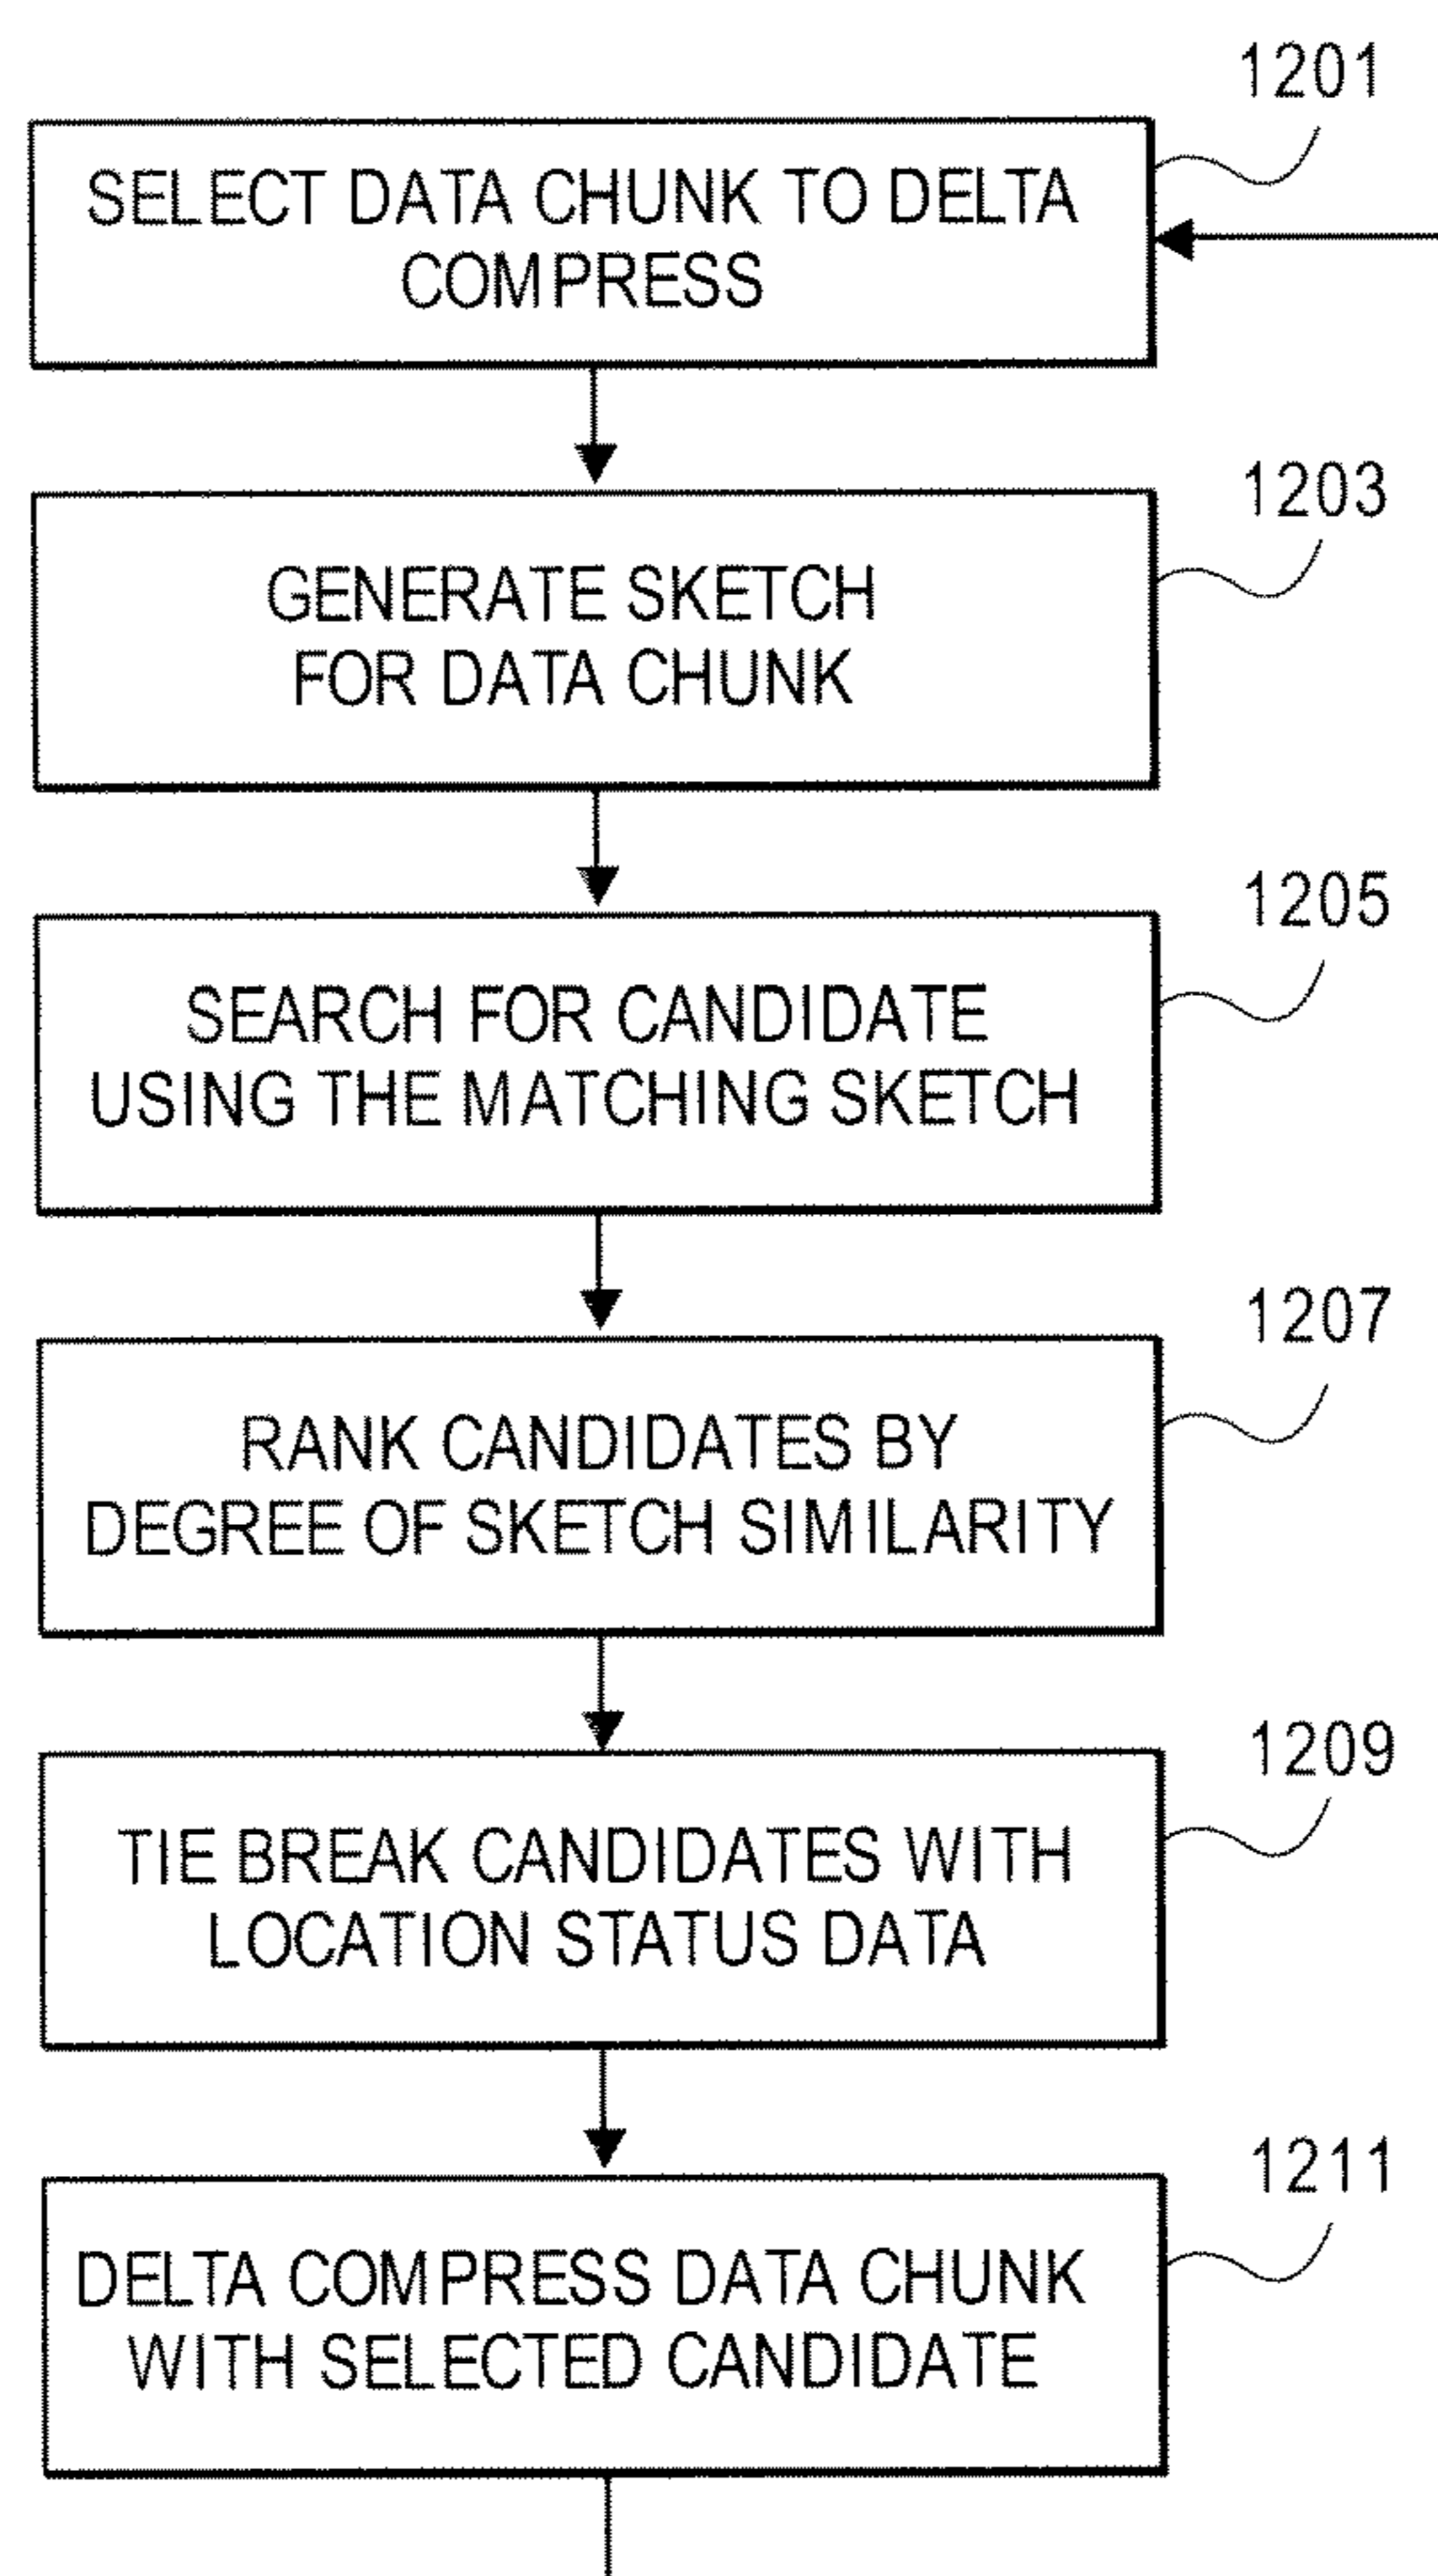 1201
SELECT DATA CHUNK TO DELTA
COMPRESS
1203
GENERATE SKETCH
FOR DATA CHUNK
1205
SEARCH FOR CANDIDATE
USING THE MATCHING SKETCH
1207
RANK CANDIDATES BY
DEGREE OF SKETCH SIMILARITY
1209
TIE BREAK CANDIDATES WITH
LOCATION STATUS DATA
1211
DELTA COMPRESS DATA CHUNK
WITH SELECTED CANDIDATE